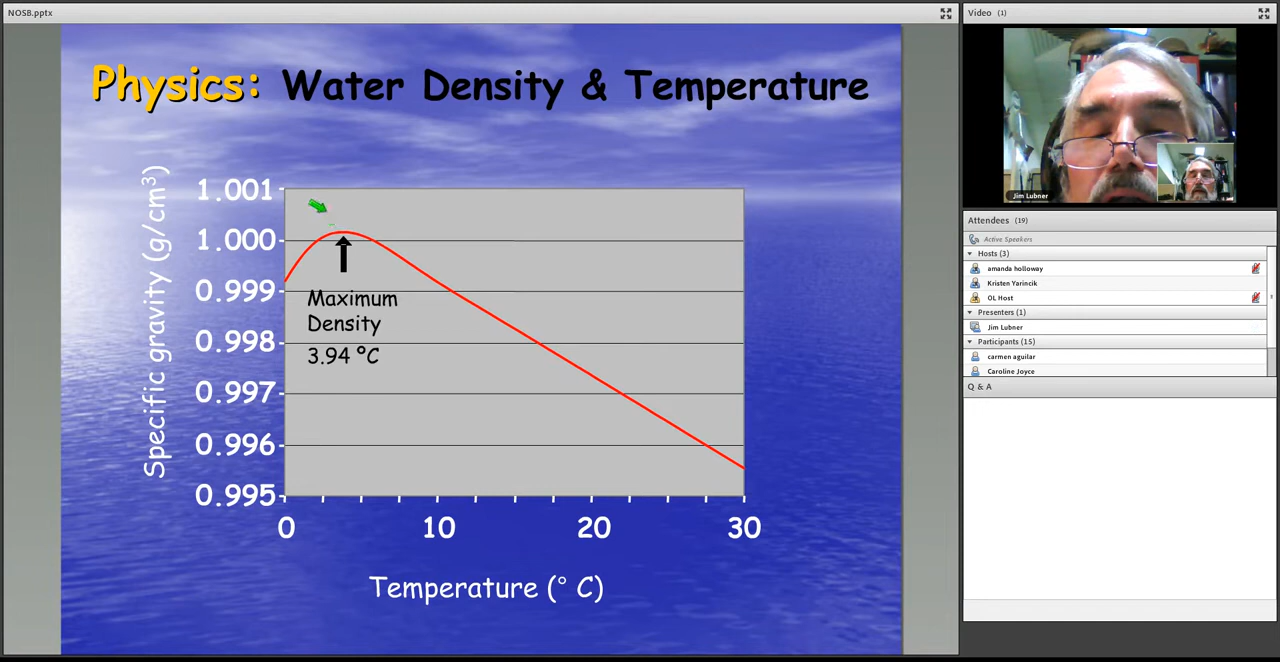 NOSB.pptx
Physics: Water Density & Temperature
Specific gravity (g/cm³)
1.001
1.000
0.999
0.998
0.997
0.996
0.995
Maximum
Density
3.94 ºC
0 10 20 30
Temperature (° C)
Video (1)
Jim Lubner
Attendees (19)
Active Speakers
Hosts (3)
amanda holloway
Kristen Yarincik
OL Host
Presenters (1)
Jim Lubner
Participants (15)
carmen aguilar
Caroline Joyce
Q & A